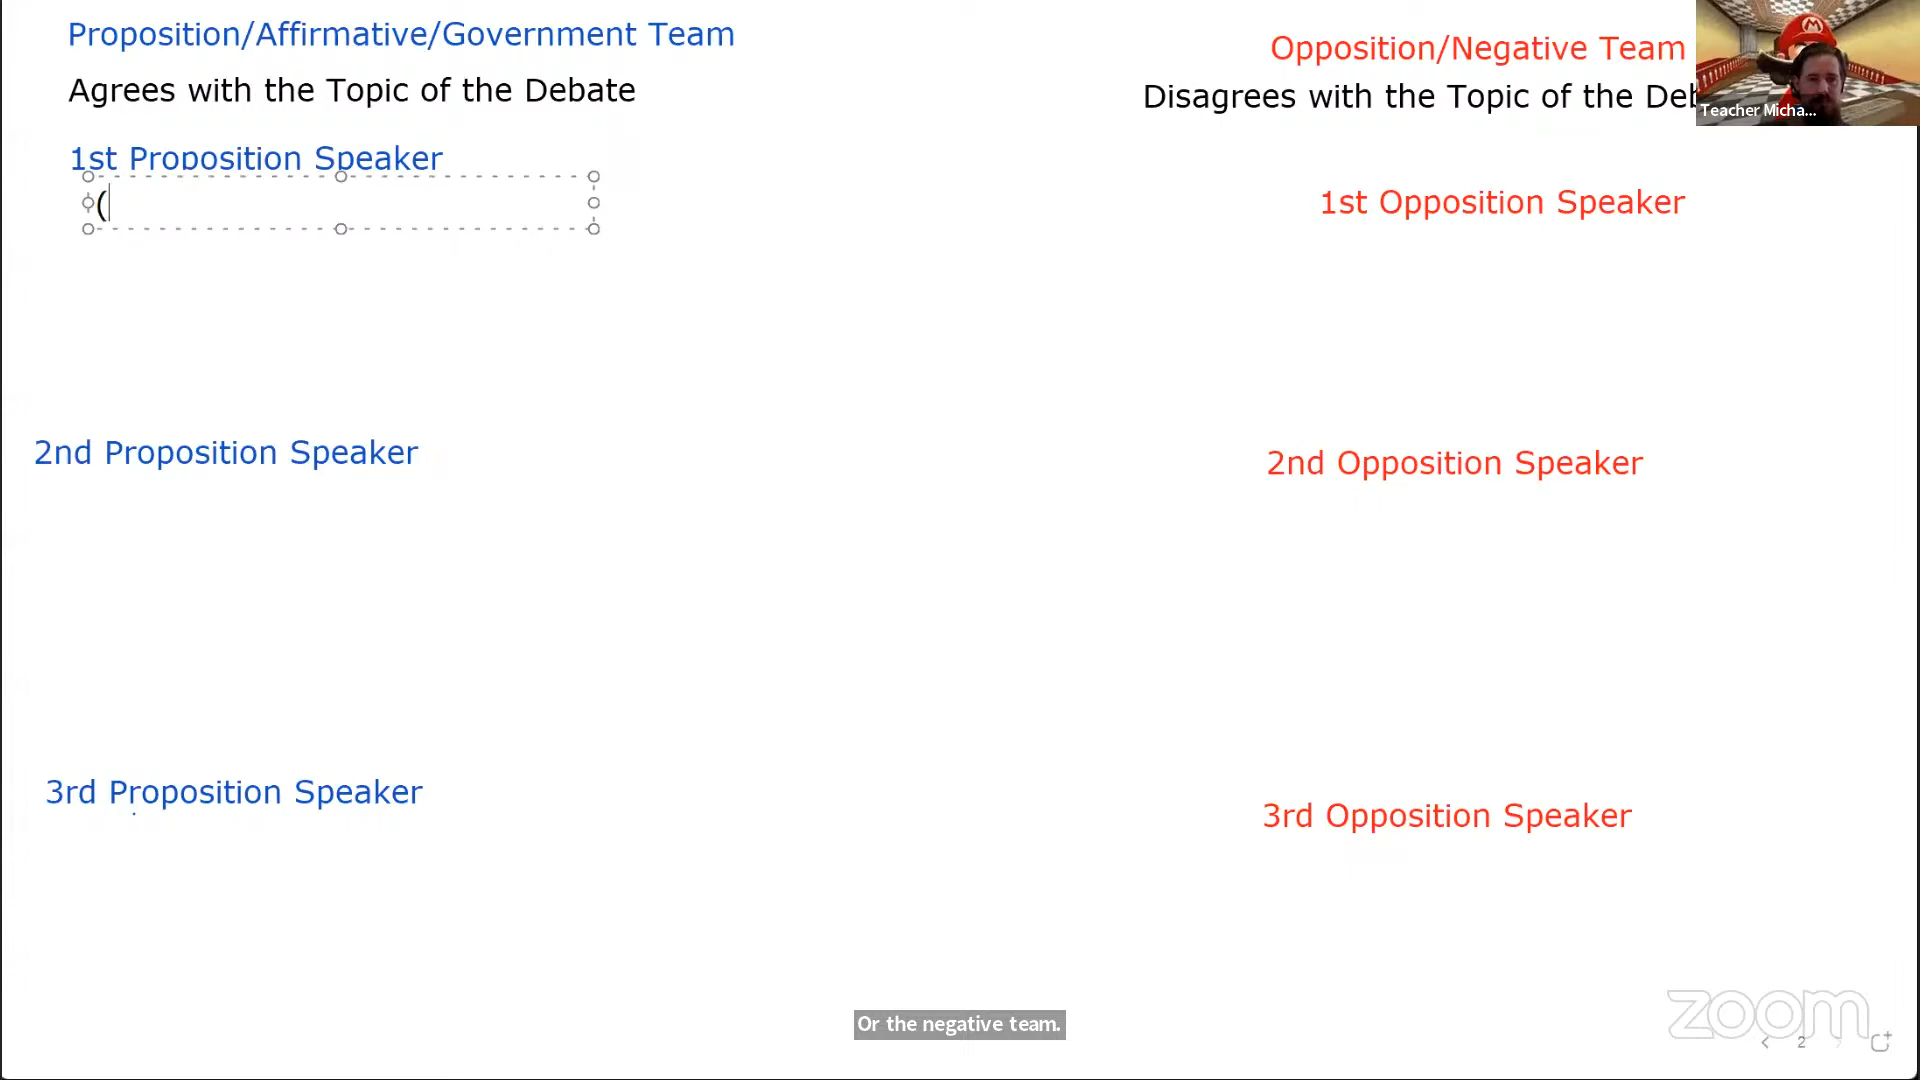 Proposition/Affirmative/Government Team
Agrees with the Topic of the Debate
1st Proposition Speaker
(
2nd Proposition Speaker
3rd Proposition Speaker
Opposition/Negative Team
Disagrees with the Topic of the Deb
1st Opposition Speaker
2nd Opposition Speaker
3rd Opposition Speaker
Teacher Micha...
M
Or the negative team.
zoom
2